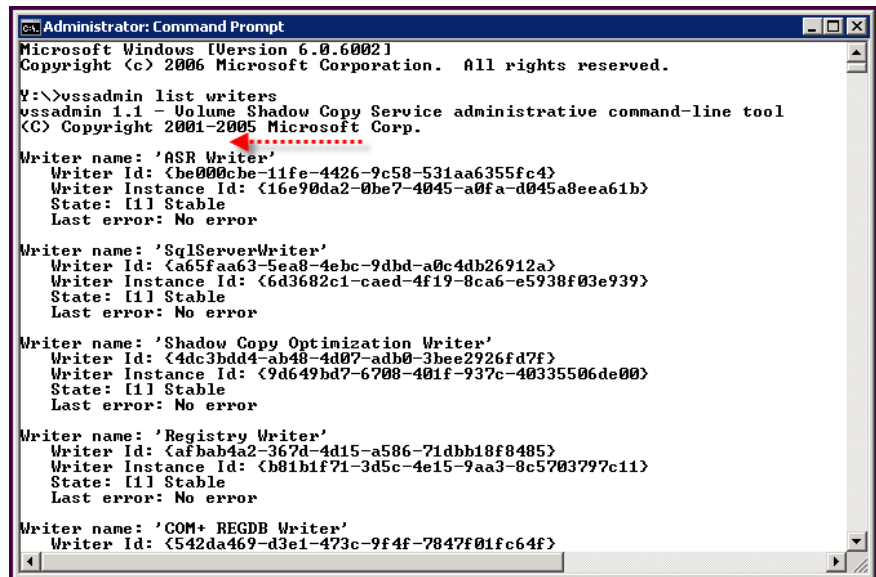 Administrator: Command Prompt
Microsoft Windows [Version 6.0.6002]
Copyright (c) 2006 Microsoft Corporation.  All rights reserved.
Y:\>vssadmin list writers
vssadmin 1.1 - Volume Shadow Copy Service administrative command-line tool
(C) Copyright 2001-2005 Microsoft Corp.
Writer name: 'ASR Writer'
Writer Id: {be000cbe-11fe-4426-9c58-531aa6355fc4}
Writer Instance Id: {16e90da2-0be7-4045-a0fa-d045a8eea61b}
State: [1] Stable
Last error: No error
Writer name: 'SqlServerWriter'
Writer Id: {a65faa63-5ea8-4ebc-9dbd-a0c4db26912a}
Writer Instance Id: {6d3682c1-caed-4f19-8ca6-e5938f03e939}
State: [1] Stable
Last error: No error
Writer name: 'Shadow Copy Optimization Writer'
Writer Id: {4dc3bdd4-ab48-4d07-adb0-3bee2926fd7f}
Writer Instance Id: {9d649bd7-6708-401f-937c-40335506de00}
State: [1] Stable
Last error: No error
Writer name: 'Registry Writer'
Writer Id: {afbab4a2-367d-4d15-a586-71dbb18f8485}
Writer Instance Id: {b81b1f71-3d5c-4e15-9aa3-8c5703797c11}
State: [1] Stable
Last error: No error
Writer name: 'COM+ REGDB Writer'
Writer Id: {542da469-d3e1-473c-9f4f-7847f01fc64f}